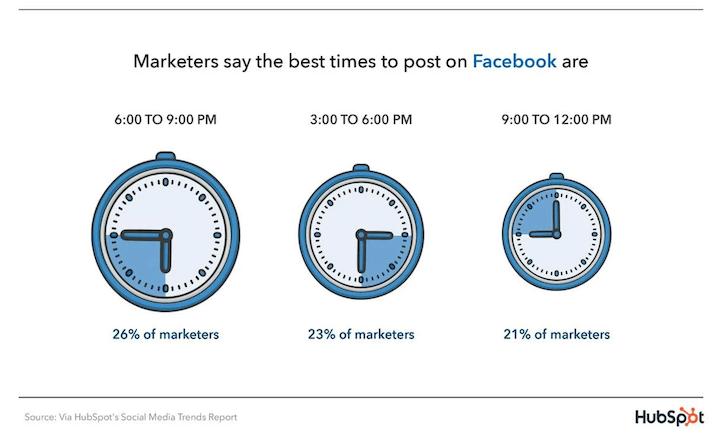 Marketers say the best times to post on Facebook are
6:00 TO 9:00 PM
3:00 TO 6:00 PM
9:00 TO 12:00 PM
26% of marketers
23% of marketers
21% of marketers
Source: Via HubSpot's Social Media Trends Report
HubSpot